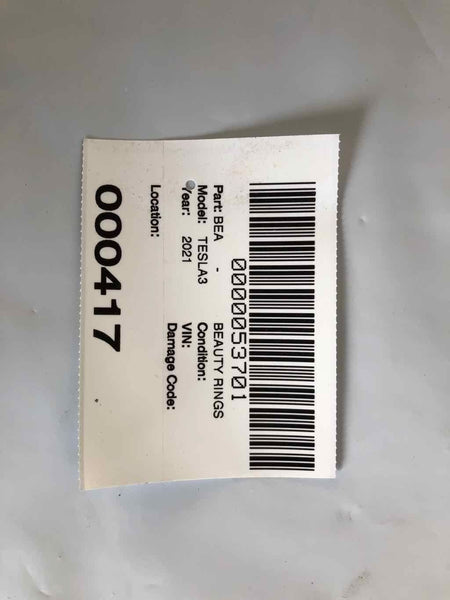 0000053701
Part: BEA - BEAUTY RINGS
Model: TESLA3 Condition:
Year: 2021 VIN:
Damage Code:
Location:
000417